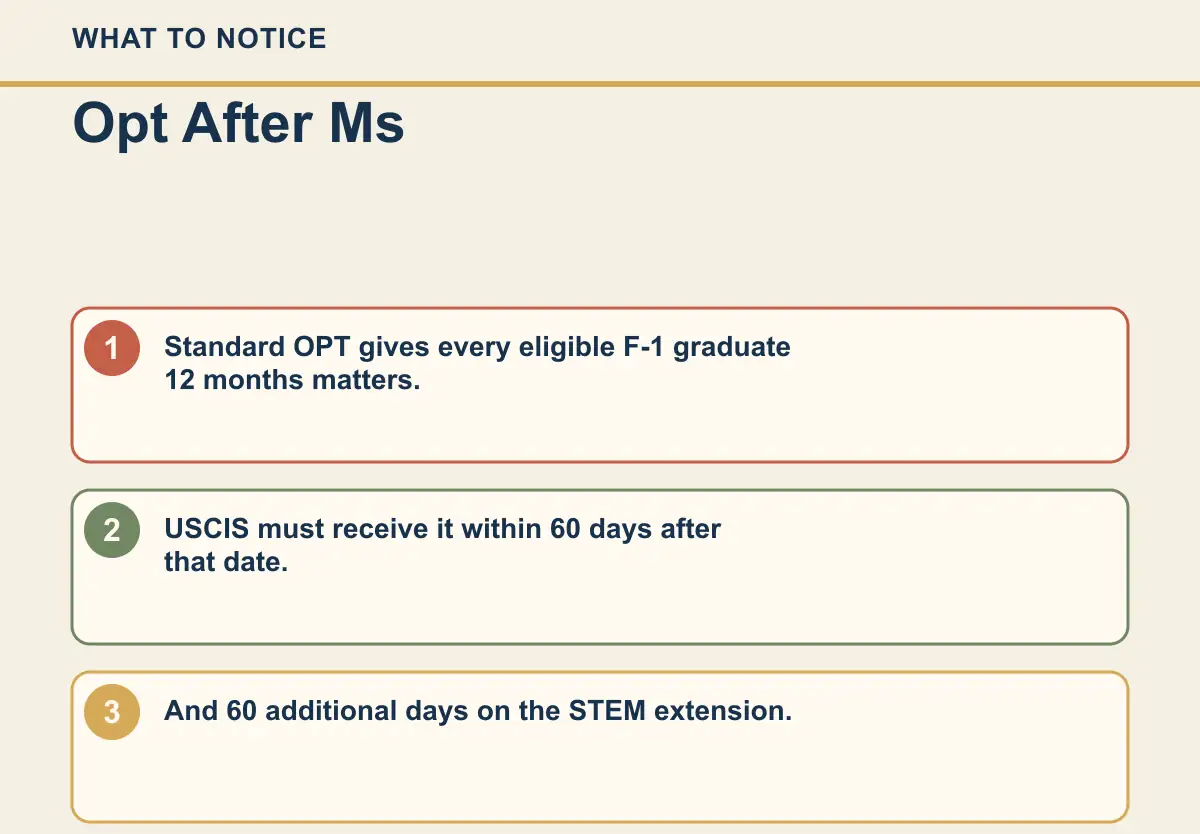 WHAT TO NOTICE
Opt After Ms
1
Standard OPT gives every eligible F-1 graduate
12 months matters.
2
USCIS must receive it within 60 days after
that date.
3
And 60 additional days on the STEM extension.